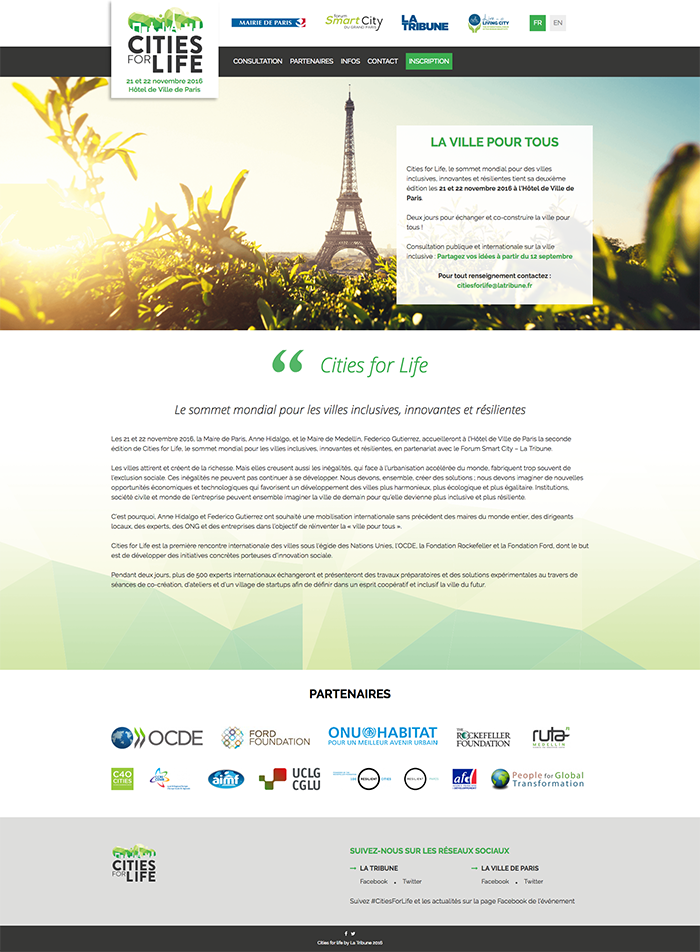 CITIES
FOR LIFE
21 et 22 novembre 2016
Hôtel de Ville de Paris
MAIRIE DE PARIS
Forum
Smart City
DU GRAND PARIS
LA
TRIBUNE
LIVING CITY
FR
EN
CONSULTATION
PARTENAIRES
INFOS
CONTACT
INSCRIPTION
LA VILLE POUR TOUS
Cities for Life, le sommet mondial pour des villes
inclusives, innovantes et résilientes tient sa deuxième
édition les 21 et 22 novembre 2016 à l'Hôtel de Ville de
Paris.
Deux jours pour échanger et co-construire la ville pour
tous !
Consultation publique et internationale sur la ville
inclusive : Partagez vos idées à partir du 12 septembre
Pour tout renseignement contactez :
citiesforlife@latribune.fr
“ Cities for Life
Le sommet mondial pour les villes inclusives, innovantes et résilientes
Les 21 et 22 novembre 2016, la Maire de Paris, Anne Hidalgo, et le Maire de Medellin, Federico Gutierrez, accueilleront à l'Hôtel de Ville de Paris la seconde
édition de Cities for Life, le sommet mondial pour les villes inclusives, innovantes et résilientes, en partenariat avec le Forum Smart City – La Tribune.
Les villes attirent et créent de la richesse. Mais elles creusent aussi les inégalités, qui face à l'urbanisation accélérée du monde, fabriquent trop souvent de
l'exclusion sociale. Ces inégalités ne peuvent pas continuer à se développer. Nous devons, ensemble, créer des solutions ; nous devons imaginer de nouvelles
opportunités économiques et technologiques qui favorisent un développement des villes plus harmonieux, plus écologique et plus égalitaire. Institutions,
société civile et monde de l'entreprise peuvent ensemble imaginer la ville de demain pour qu'elle devienne plus inclusive et plus résiliente.
C'est pourquoi, Anne Hidalgo et Federico Gutierrez ont souhaité une mobilisation internationale sans précédent des maires du monde entier, des dirigeants
locaux, des experts, des ONG et des entreprises dans l'objectif de réinventer la « ville pour tous ».
Cities for Life est la première rencontre internationale des villes sous l'égide des Nations Unies, l'OCDE, la Fondation Rockefeller et la Fondation Ford, dont le but
est de développer des initiatives concrètes porteuses d'innovation sociale.
Pendant deux jours, plus de 500 experts internationaux échangeront et présenteront des travaux préparatoires et des solutions expérimentales au travers de
séances de co-création, d'ateliers et d'un village de startups afin de définir dans un esprit coopératif et inclusif la ville du futur.
PARTENAIRES
OCDE
FORD
FOUNDATION
ONU HABITAT
POUR UN MEILLEUR AVENIR URBAIN
THE
ROCKEFELLER
FOUNDATION
ruta
MEDELLIN
C40
CITIES
aimf
UCLG
CGLU
RESILIENT CITIES
RESILIENT
afd
People for Global
Transformation
CITIES
FOR LIFE
SUIVEZ-NOUS SUR LES RÉSEAUX SOCIAUX
LA TRIBUNE
Facebook • Twitter
LA VILLE DE PARIS
Facebook • Twitter
Suivez #CitiesForLife et les actualités sur la page Facebook de l'événement
Cities for life by La Tribune 2016